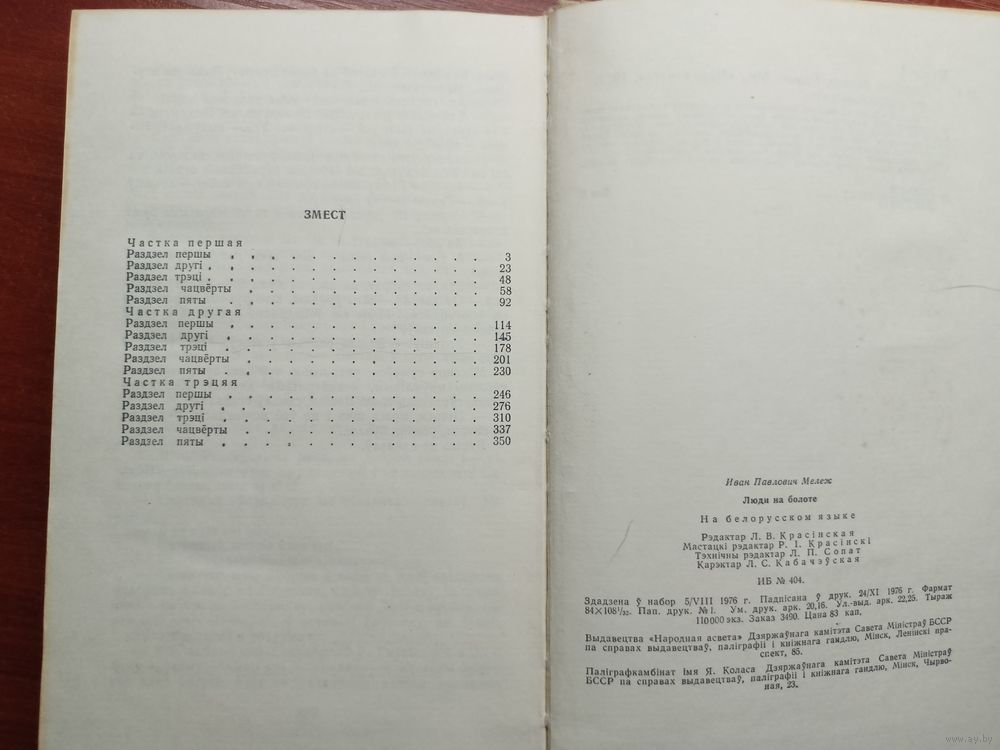 ЗМЕСТ
Частка першая
Раздзел першы . . . . . . . . . . . . . 3
Раздзел другі . . . . . . . . . . . . . . 23
Раздзел трэці . . . . . . . . . . . . . . 48
Раздзел чацвёрты . . . . . . . . . . . . 58
Раздзел пяты . . . . . . . . . . . . . 92
Частка другая
Раздзел першы . . . . . . . . . . . . . 114
Раздзел другі . . . . . . . . . . . . . 145
Раздзел трэці . . . . . . . . . . . . . 178
Раздзел чацвёрты . . . . . . . . . . . . 201
Раздзел пяты . . . . . . . . . . . . . 230
Частка трэцяя
Раздзел першы . . . . . . . . . . . . . 246
Раздзел другі . . . . . . . . . . . . . 276
Раздзел трэці . . . . . . . . . . . . . 310
Раздзел чацвёрты . . . . . . . . . . . . 337
Раздзел пяты . . . . . . . . . . . . . 350
Иван Павлович Мележ
Люди на болоте
На белорусском языке
Рэдактар Л. В. Красінская
Мастацкі рэдактар Р. І. Красінскі
Тэхнічны рэдактар Л. П. Сопат
Карэктар Л. С. Кабачэўская
ИБ № 404.
Здадзена ў набор 5/VIII 1976 г. Падпісана ў друк. 24/XI 1976 г. Фармат
84×108¹/₃₂. Пап. друк. №1. Ум. друк. арк. 20,16. Ул.-выд. арк. 22,25. Тыраж
110 000 экз. Заказ 3490. Цана 83 кап.
Выдавецтва «Народная асвета» Дзяржаўнага камітэта Савета Міністраў БССР
па справах выдавецтваў, паліграфіі і кніжнага гандлю, Мінск, Ленінскі пра-
спект, 85.
Паліграфкамбінат імя Я. Коласа Дзяржаўнага камітэта Савета Міністраў
БССР па справах выдавецтваў, паліграфіі і кніжнага гандлю, Мінск, Чырво-
ная, 23.
www.ay.by